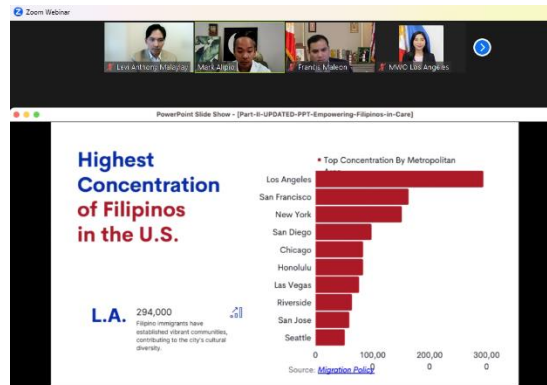 Zoom Webinar
Levi Anthony Malaynay
Mark Alipio
Francis Maleon
MWO Los Angeles
PowerPoint Slide Show - [Part-II-UPDATED-PPT-Empowering-Filipinos-in-Care]
Highest
Concentration
of Filipinos
in the U.S.
Top Concentration By Metropolitan
Los Angeles
San Francisco
New York
San Diego
Chicago
Honolulu
Las Vegas
Riverside
San Jose
Seattle
0
100,00
0
200,00
0
300,00
0
L.A.
294,000
Filipino immigrants have
established vibrant communities,
contributing to the city's cultural
diversity.
Source: Migration Policy